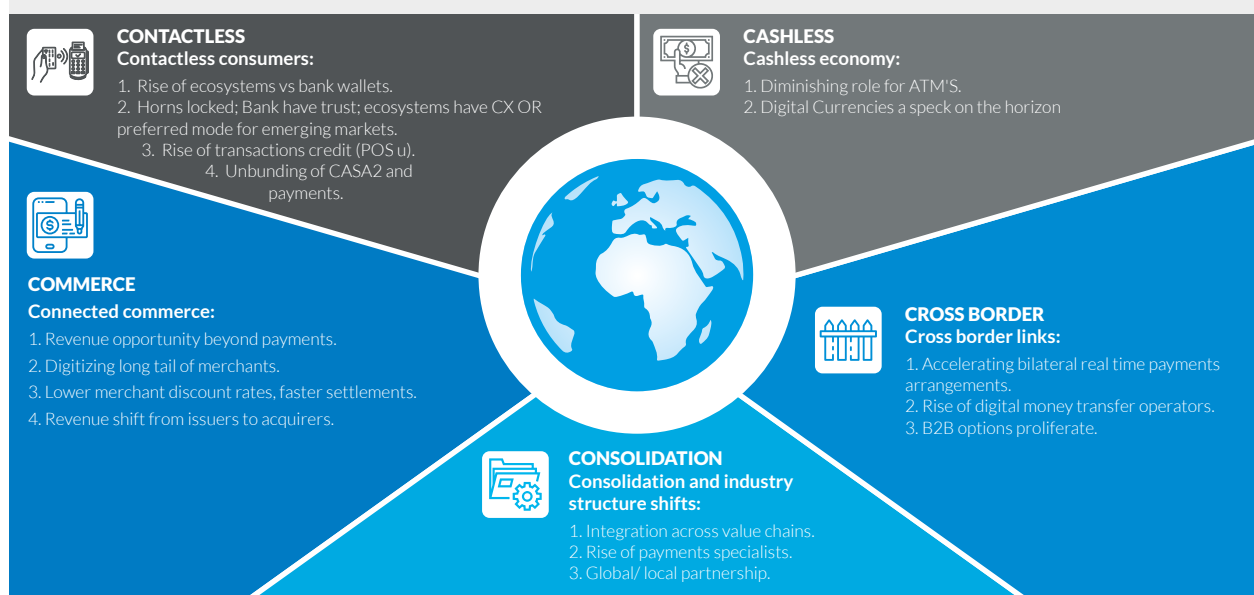 CONTACTLESS
Contactless consumers:
1. Rise of ecosystems vs bank wallets.
2. Horns locked; Bank have trust; ecosystems have CX OR
preferred mode for emerging markets.
3. Rise of transactions credit (POS u).
4. Unbunding of CASA2 and
payments.
CASHLESS
Cashless economy:
1. Diminishing role for ATM'S.
2. Digital Currencies a speck on the horizon
COMMERCE
Connected commerce:
1. Revenue opportunity beyond payments.
2. Digitizing long tail of merchants.
3. Lower merchant discount rates, faster settlements.
4. Revenue shift from issuers to acquirers.
CROSS BORDER
Cross border links:
1. Accelerating bilateral real time payments
arrangements.
2. Rise of digital money transfer operators.
3. B2B options proliferate.
CONSOLIDATION
Consolidation and industry
structure shifts:
1. Integration across value chains.
2. Rise of payments specialists.
3. Global/ local partnership.